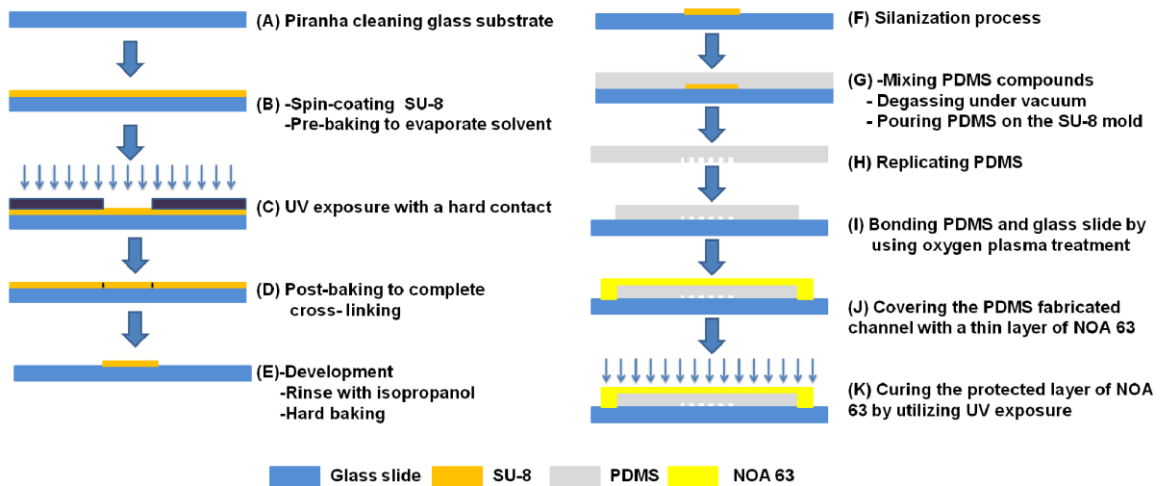 (A) Piranha cleaning glass substrate
(B) -Spin-coating SU-8
-Pre-baking to evaporate solvent
(C) UV exposure with a hard contact
(D) Post-baking to complete
cross- linking
(E)-Development
-Rinse with isopropanol
-Hard baking
(F) Silanization process
(G) -Mixing PDMS compounds
- Degassing under vacuum
- Pouring PDMS on the SU-8 mold
(H) Replicating PDMS
(I) Bonding PDMS and glass slide by
using oxygen plasma treatment
(J) Covering the PDMS fabricated
channel with a thin layer of NOA 63
(K) Curing the protected layer of NOA
63 by utilizing UV exposure
Glass slide SU-8 PDMS NOA 63